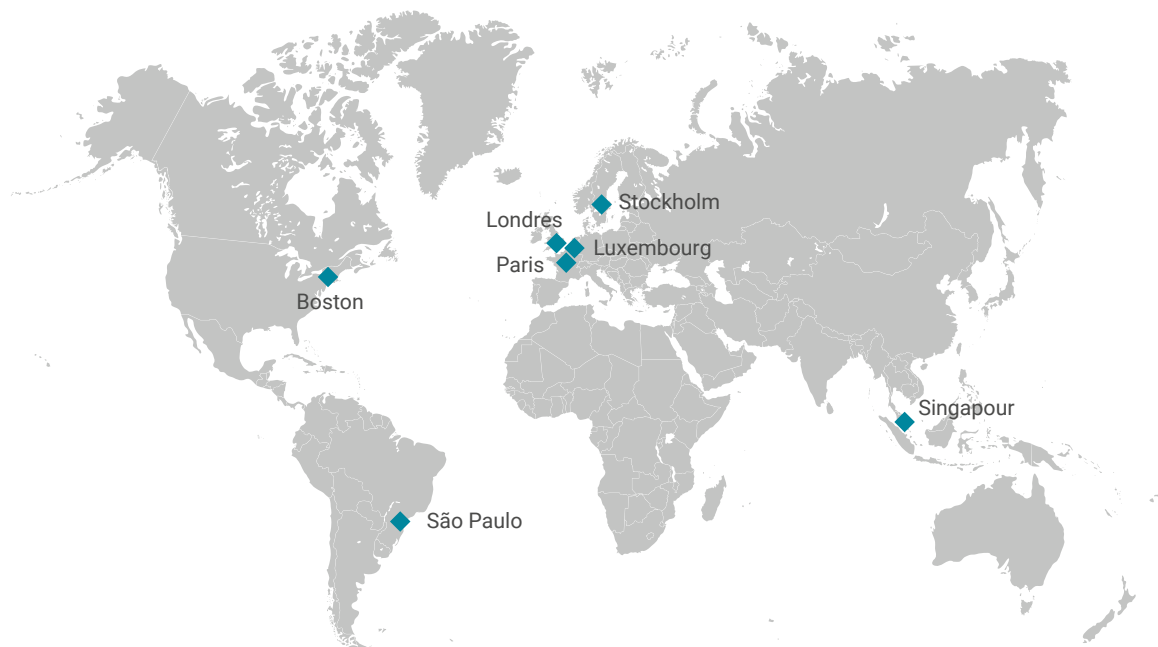 Stockholm
Londres
Luxembourg
Paris
Boston
Singapour
São Paulo